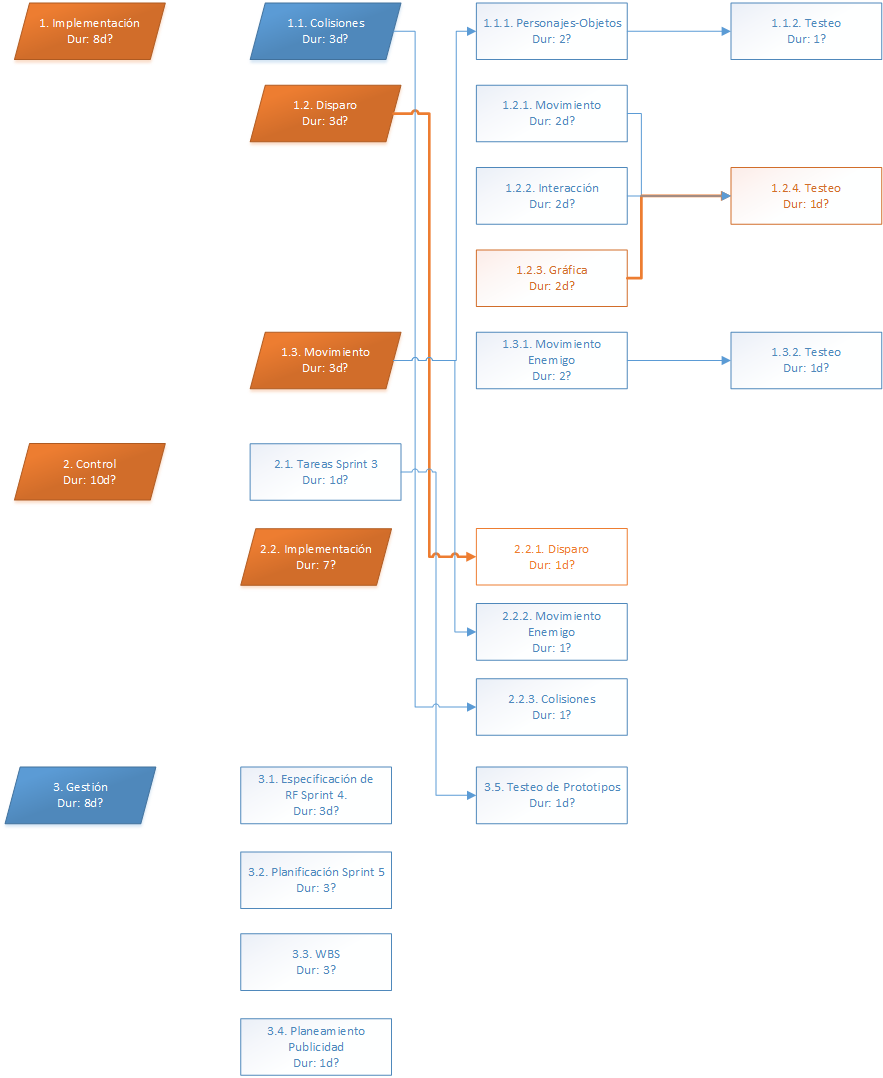 1. Implementación
Dur: 8d?
1.1. Colisiones
Dur: 3d?
1.1.1. Personajes-Objetos
Dur: 2?
1.1.2. Testeo
Dur: 1?
1.2. Disparo
Dur: 3d?
1.2.1. Movimiento
Dur: 2d?
1.2.2. Interacción
Dur: 2d?
1.2.4. Testeo
Dur: 1d?
1.2.3. Gráfica
Dur: 2d?
1.3. Movimiento
Dur: 3d?
1.3.1. Movimiento
Enemigo
Dur: 2?
1.3.2. Testeo
Dur: 1d?
2. Control
Dur: 10d?
2.1. Tareas Sprint 3
Dur: 1d?
2.2. Implementación
Dur: 7?
2.2.1. Disparo
Dur: 1d?
2.2.2. Movimiento
Enemigo
Dur: 1?
2.2.3. Colisiones
Dur: 1?
3. Gestión
Dur: 8d?
3.1. Especificación de
RF Sprint 4.
Dur: 3d?
3.5. Testeo de Prototipos
Dur: 1d?
3.2. Planificación Sprint 5
Dur: 3?
3.3. WBS
Dur: 3?
3.4. Planeamiento
Publicidad
Dur: 1d?